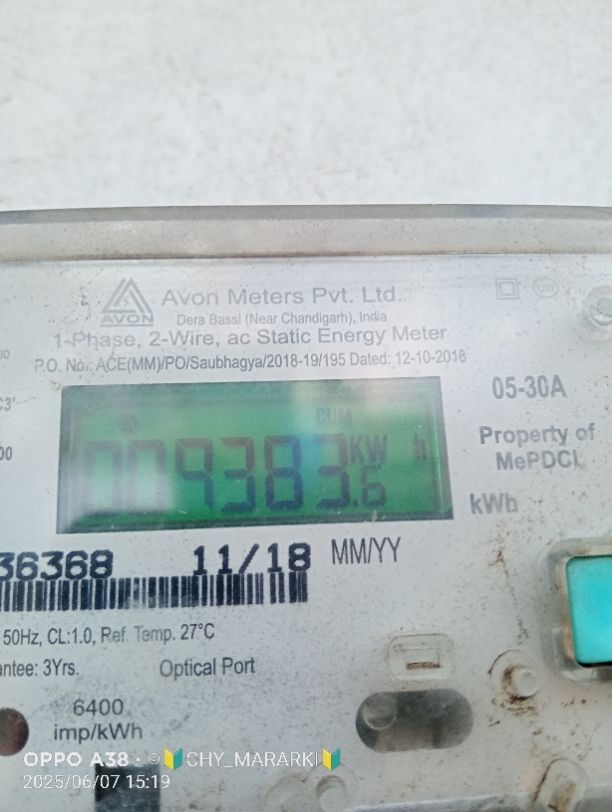 AVON
Avon Meters Pvt. Ltd.
Dera Bassi (Near Chandigarh), India
1-Phase, 2-Wire, ac Static Energy Meter
P.O. No.: ACE(MM)/PO/Saubhagya/2018-19/195 Dated: 12-10-2018
05-30A
Property of
MePDCL
CUM
009383.6 KW h
kWh
36368 11/18 MM/YY
50Hz, CL:1.0, Ref. Temp. 27°C
antee: 3Yrs. Optical Port
6400
imp/kWh
OPPO A38 · © 🔰CHY_MARARKI🔰
2025/06/07 15:19